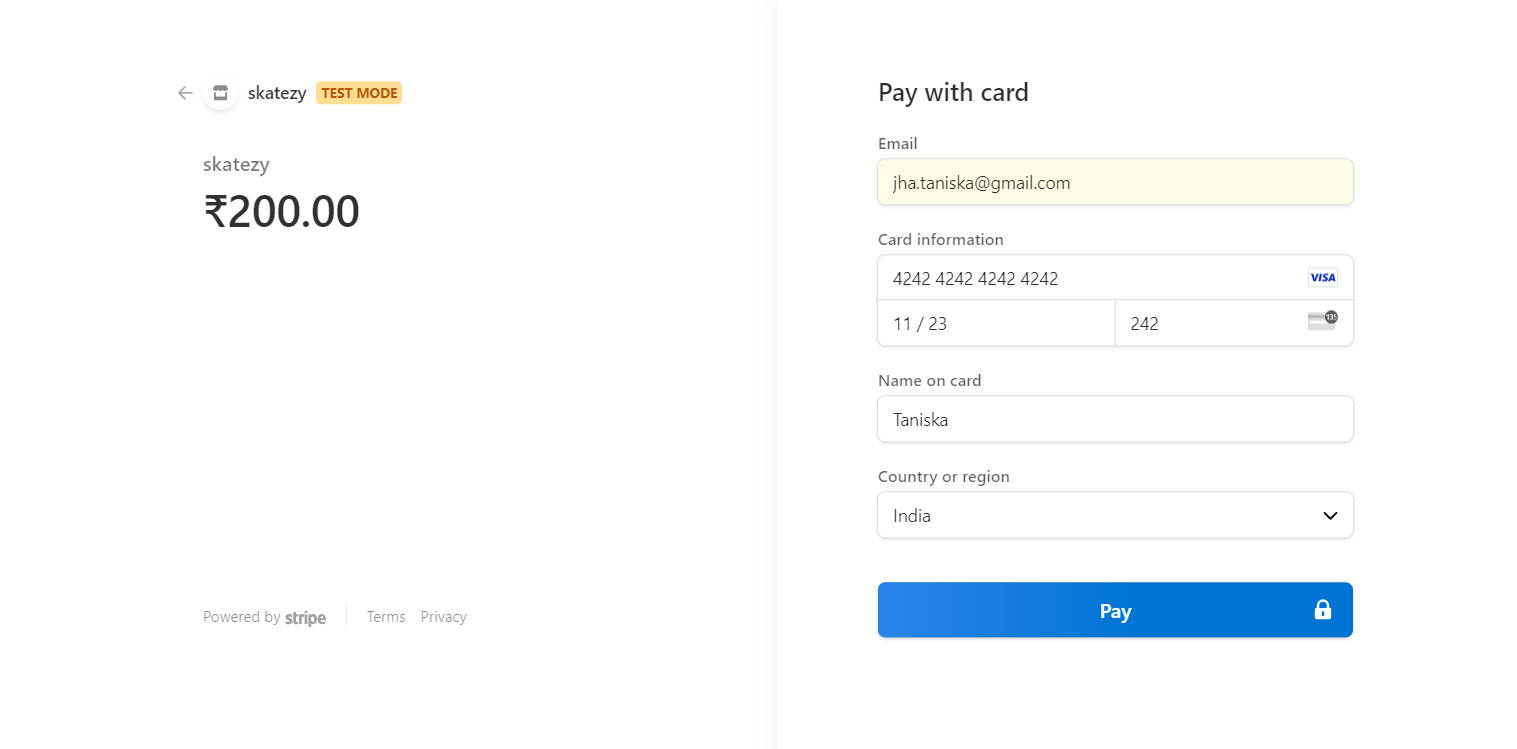 skatezy TEST MODE
skatezy
₹200.00
Powered by stripe Terms Privacy
Pay with card
Email
jha.taniska@gmail.com
Card information
4242 4242 4242 4242 VISA
11 / 23 242 135
Name on card
Taniska
Country or region
India
Pay